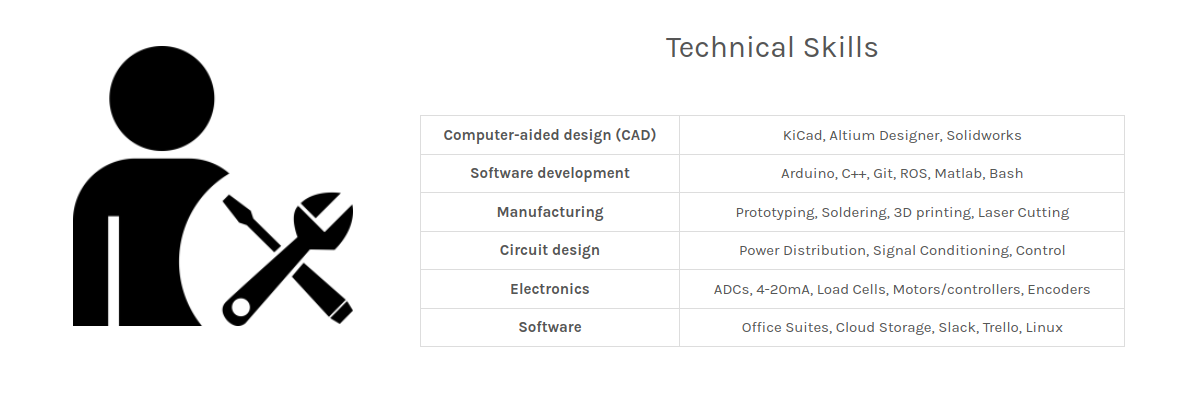 Technical Skills
Computer-aided design (CAD) KiCad, Altium Designer, Solidworks
Software development Arduino, C++, Git, ROS, Matlab, Bash
Manufacturing Prototyping, Soldering, 3D printing, Laser Cutting
Circuit design Power Distribution, Signal Conditioning, Control
Electronics ADCs, 4-20mA, Load Cells, Motors/controllers, Encoders
Software Office Suites, Cloud Storage, Slack, Trello, Linux